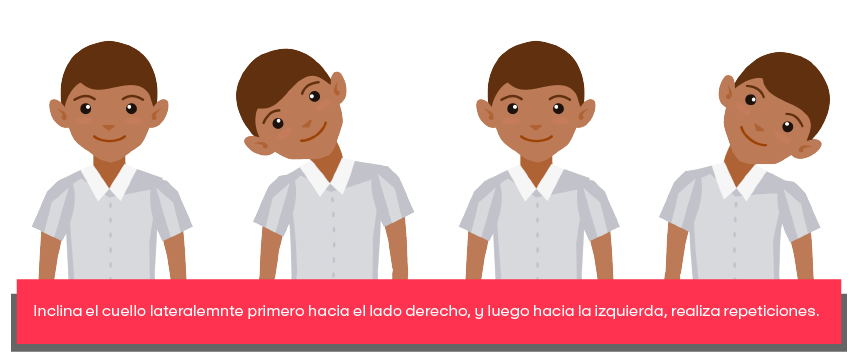 Inclina el cuello lateralemnte primero hacia el lado derecho, y luego hacia la izquierda, realiza repeticiones.